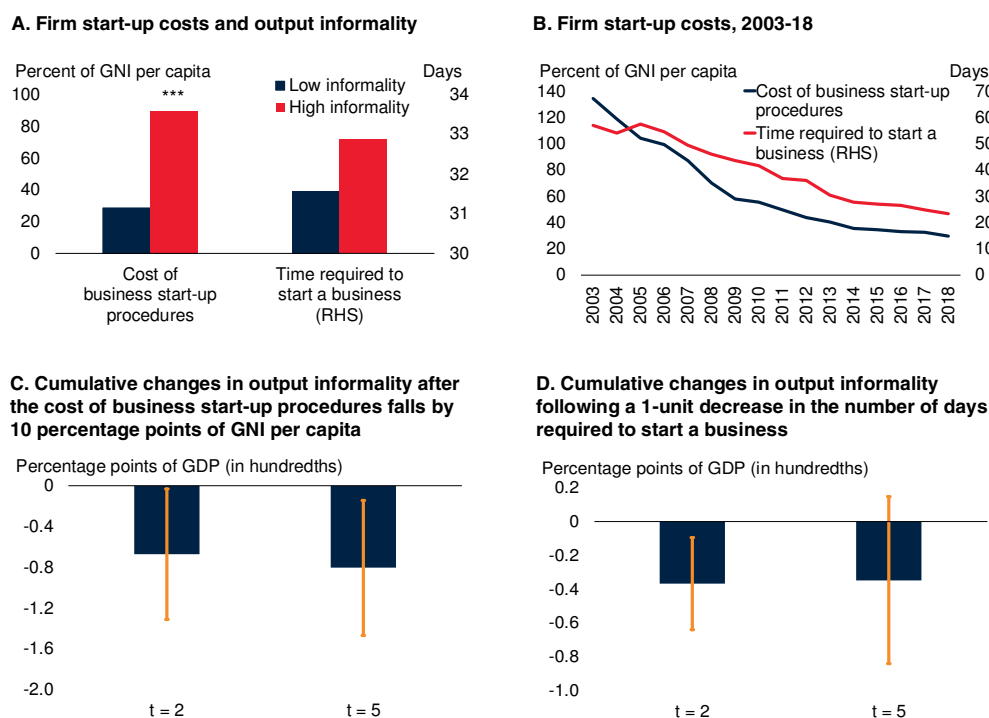 A. Firm start-up costs and output informality
Percent of GNI per capita
Days
100
80
60
40
20
0
***
Low informality
High informality
34
33
32
31
30
Cost of
business start-up
procedures
Time required to
start a business
(RHS)
B. Firm start-up costs, 2003-18
Percent of GNI per capita
Days
140
120
100
80
60
40
20
0
Cost of business start-up
procedures
Time required to start a
business (RHS)
70
60
50
40
30
20
10
0
2003
2004
2005
2006
2007
2008
2009
2010
2011
2012
2013
2014
2015
2016
2017
2018
C. Cumulative changes in output informality after
the cost of business start-up procedures falls by
10 percentage points of GNI per capita
Percentage points of GDP (in hundredths)
0
-0.4
-0.8
-1.2
-1.6
-2.0
t = 2
t = 5
D. Cumulative changes in output informality
following a 1-unit decrease in the number of days
required to start a business
Percentage points of GDP (in hundredths)
0.2
0
-0.2
-0.4
-0.6
-0.8
-1.0
t = 2
t = 5